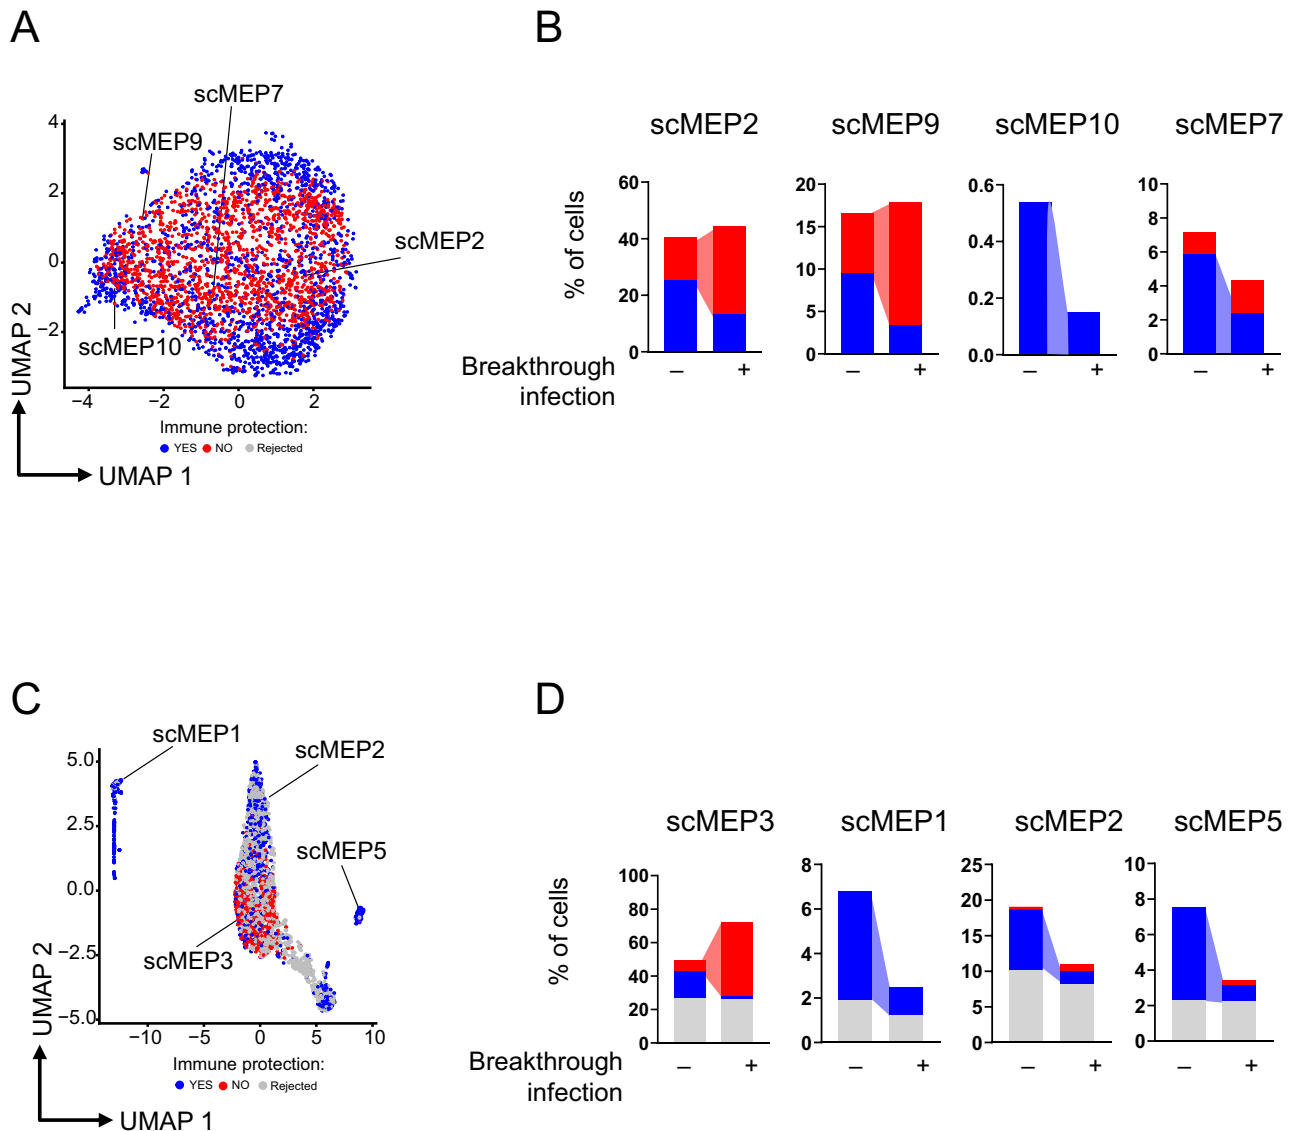 A
B
scMEP7
scMEP9
scMEP2
scMEP10
4
2
0
−2
−4
−2
0
2
UMAP 2
UMAP 1
Immune protection:
YES NO Rejected
scMEP2
scMEP9
scMEP10
scMEP7
% of cells
60
40
20
0
20
15
10
5
0
0.6
0.4
0.2
0.0
10
8
6
4
2
0
Breakthrough
infection
– +
– +
– +
– +
C
D
scMEP1
scMEP2
scMEP5
scMEP3
5.0
2.5
0.0
−2.5
−5.0
−10
−5
0
5
10
UMAP 2
UMAP 1
Immune protection:
YES NO Rejected
scMEP3
scMEP1
scMEP2
scMEP5
% of cells
100
80
60
40
20
0
8
6
4
2
0
25
20
15
10
5
0
10
8
6
4
2
0
Breakthrough
infection
– +
– +
– +
– +